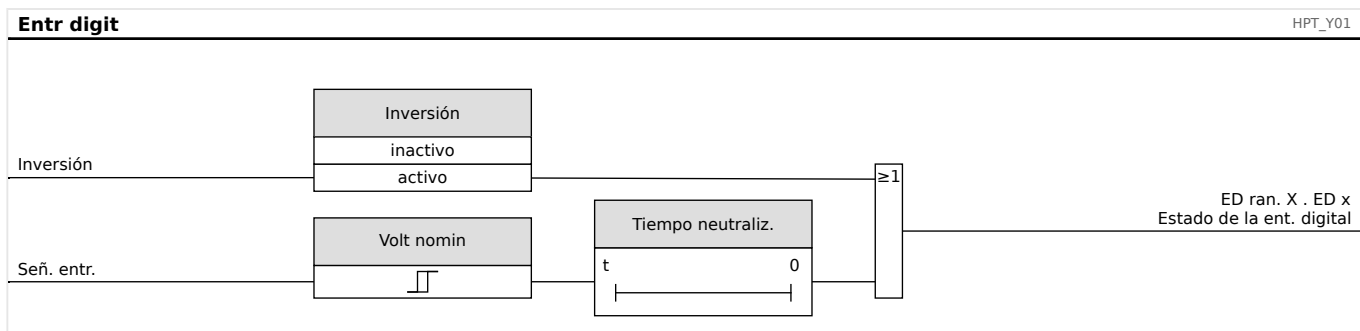 Entr digit
HPT_Y01
Inversión
inactivo
Inversión
activo
≥1
ED ran. X . ED x
Estado de la ent. digital
Tiempo neutraliz.
Volt nomin
t 0
Señ. entr.